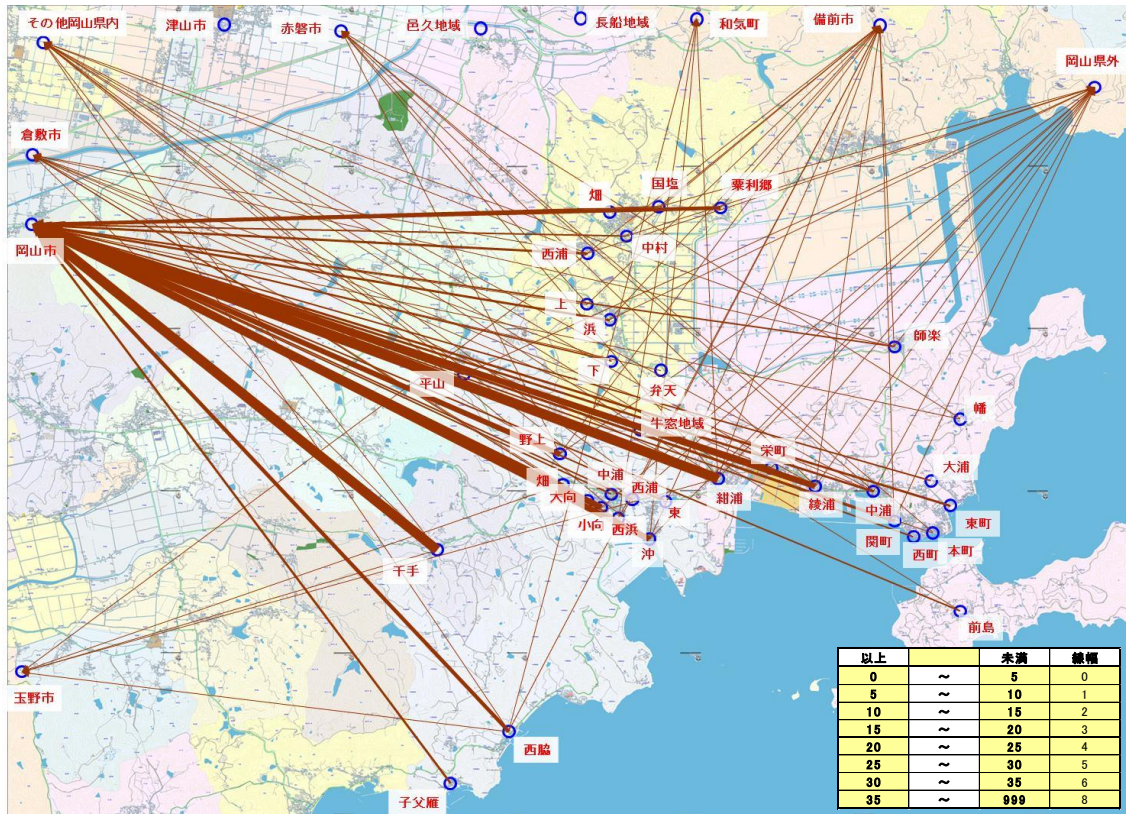 その他岡山県内
津山市
赤磐市
邑久地域
長船地域
和気町
備前市
岡山県外
倉敷市
畑
国塩
粟利郷
岡山市
西浦
中村
上
浜
師楽
下
平山
弁天
幡
牛窓地域
野上
栄町
畑
中浦
西浦
大浦
大向
紺浦
綾浦
中浦
小向
西浜
東
東町
関町
西町
本町
沖
千手
前島
玉野市
西脇
子父雁
以上 未満 線幅
0 ～ 5 0
5 ～ 10 1
10 ～ 15 2
15 ～ 20 3
20 ～ 25 4
25 ～ 30 5
30 ～ 35 6
35 ～ 999 8